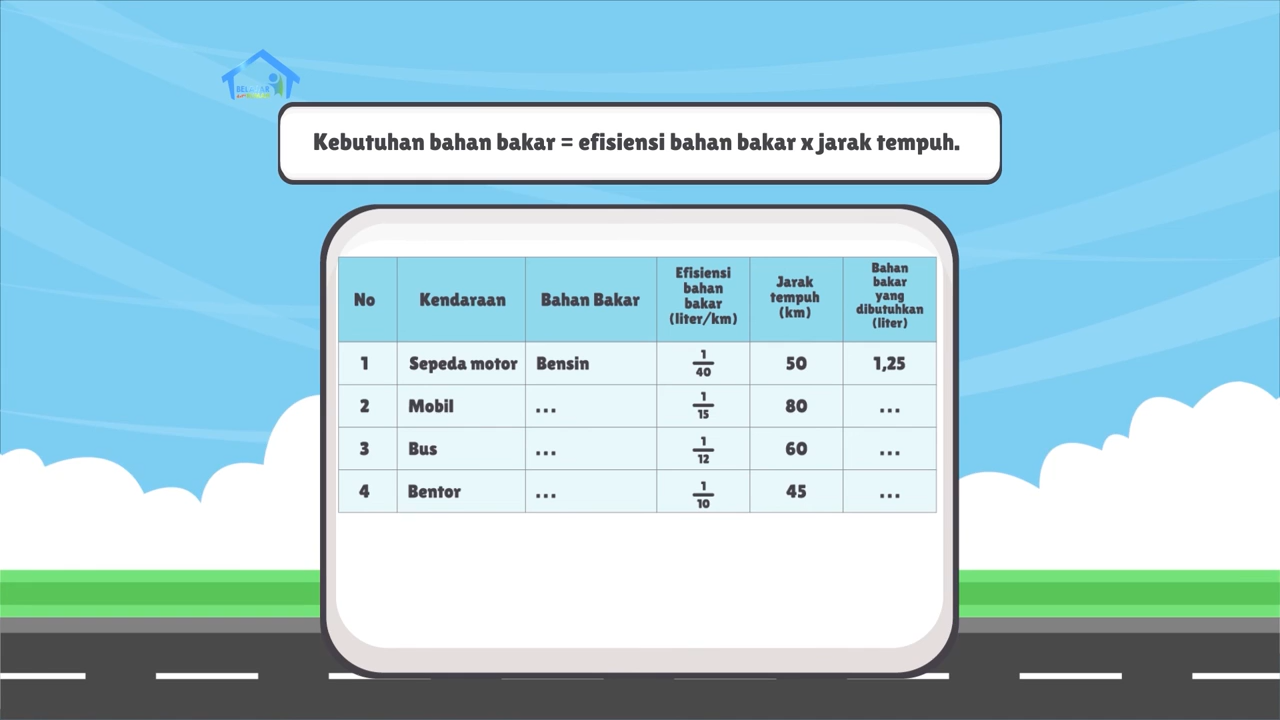 BELAJAR
Kebutuhan bahan bakar = efisiensi bahan bakar x jarak tempuh.
No Kendaraan Bahan Bakar Efisiensi bahan bakar (liter/km) Jarak tempuh (km) Bahan bakar yang dibutuhkan (liter)
1 Sepeda motor Bensin 1/40 50 1,25
2 Mobil ... 1/15 80 ...
3 Bus ... 1/12 60 ...
4 Bentor ... 1/10 45 ...